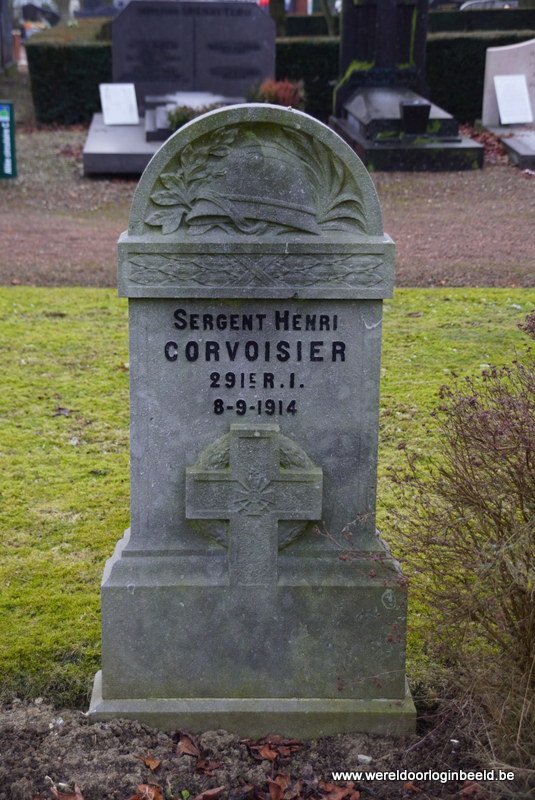 SERGENT HENRI
CORVOISIER
291E R.I.
8-9-1914
www.wereldoorloginbeeld.be